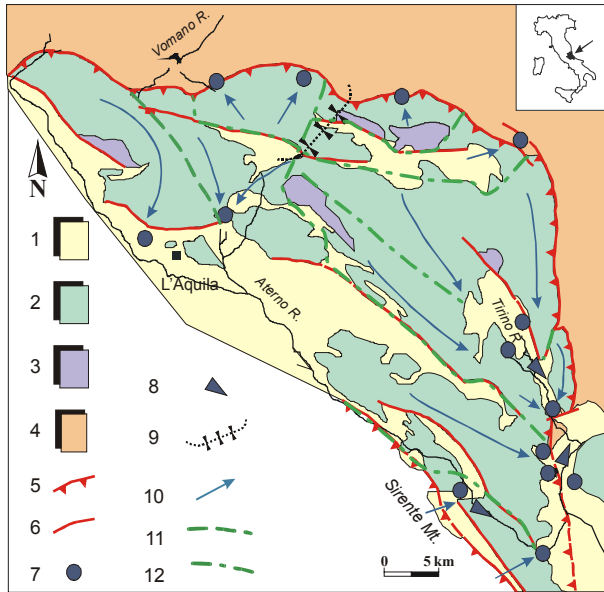 Vomano R.
N
1
2
3
4
5
6
7
8
9
10
11
12
L'Aquila
Aterno R.
Tirino R.
Sirente Mt.
0 5 km